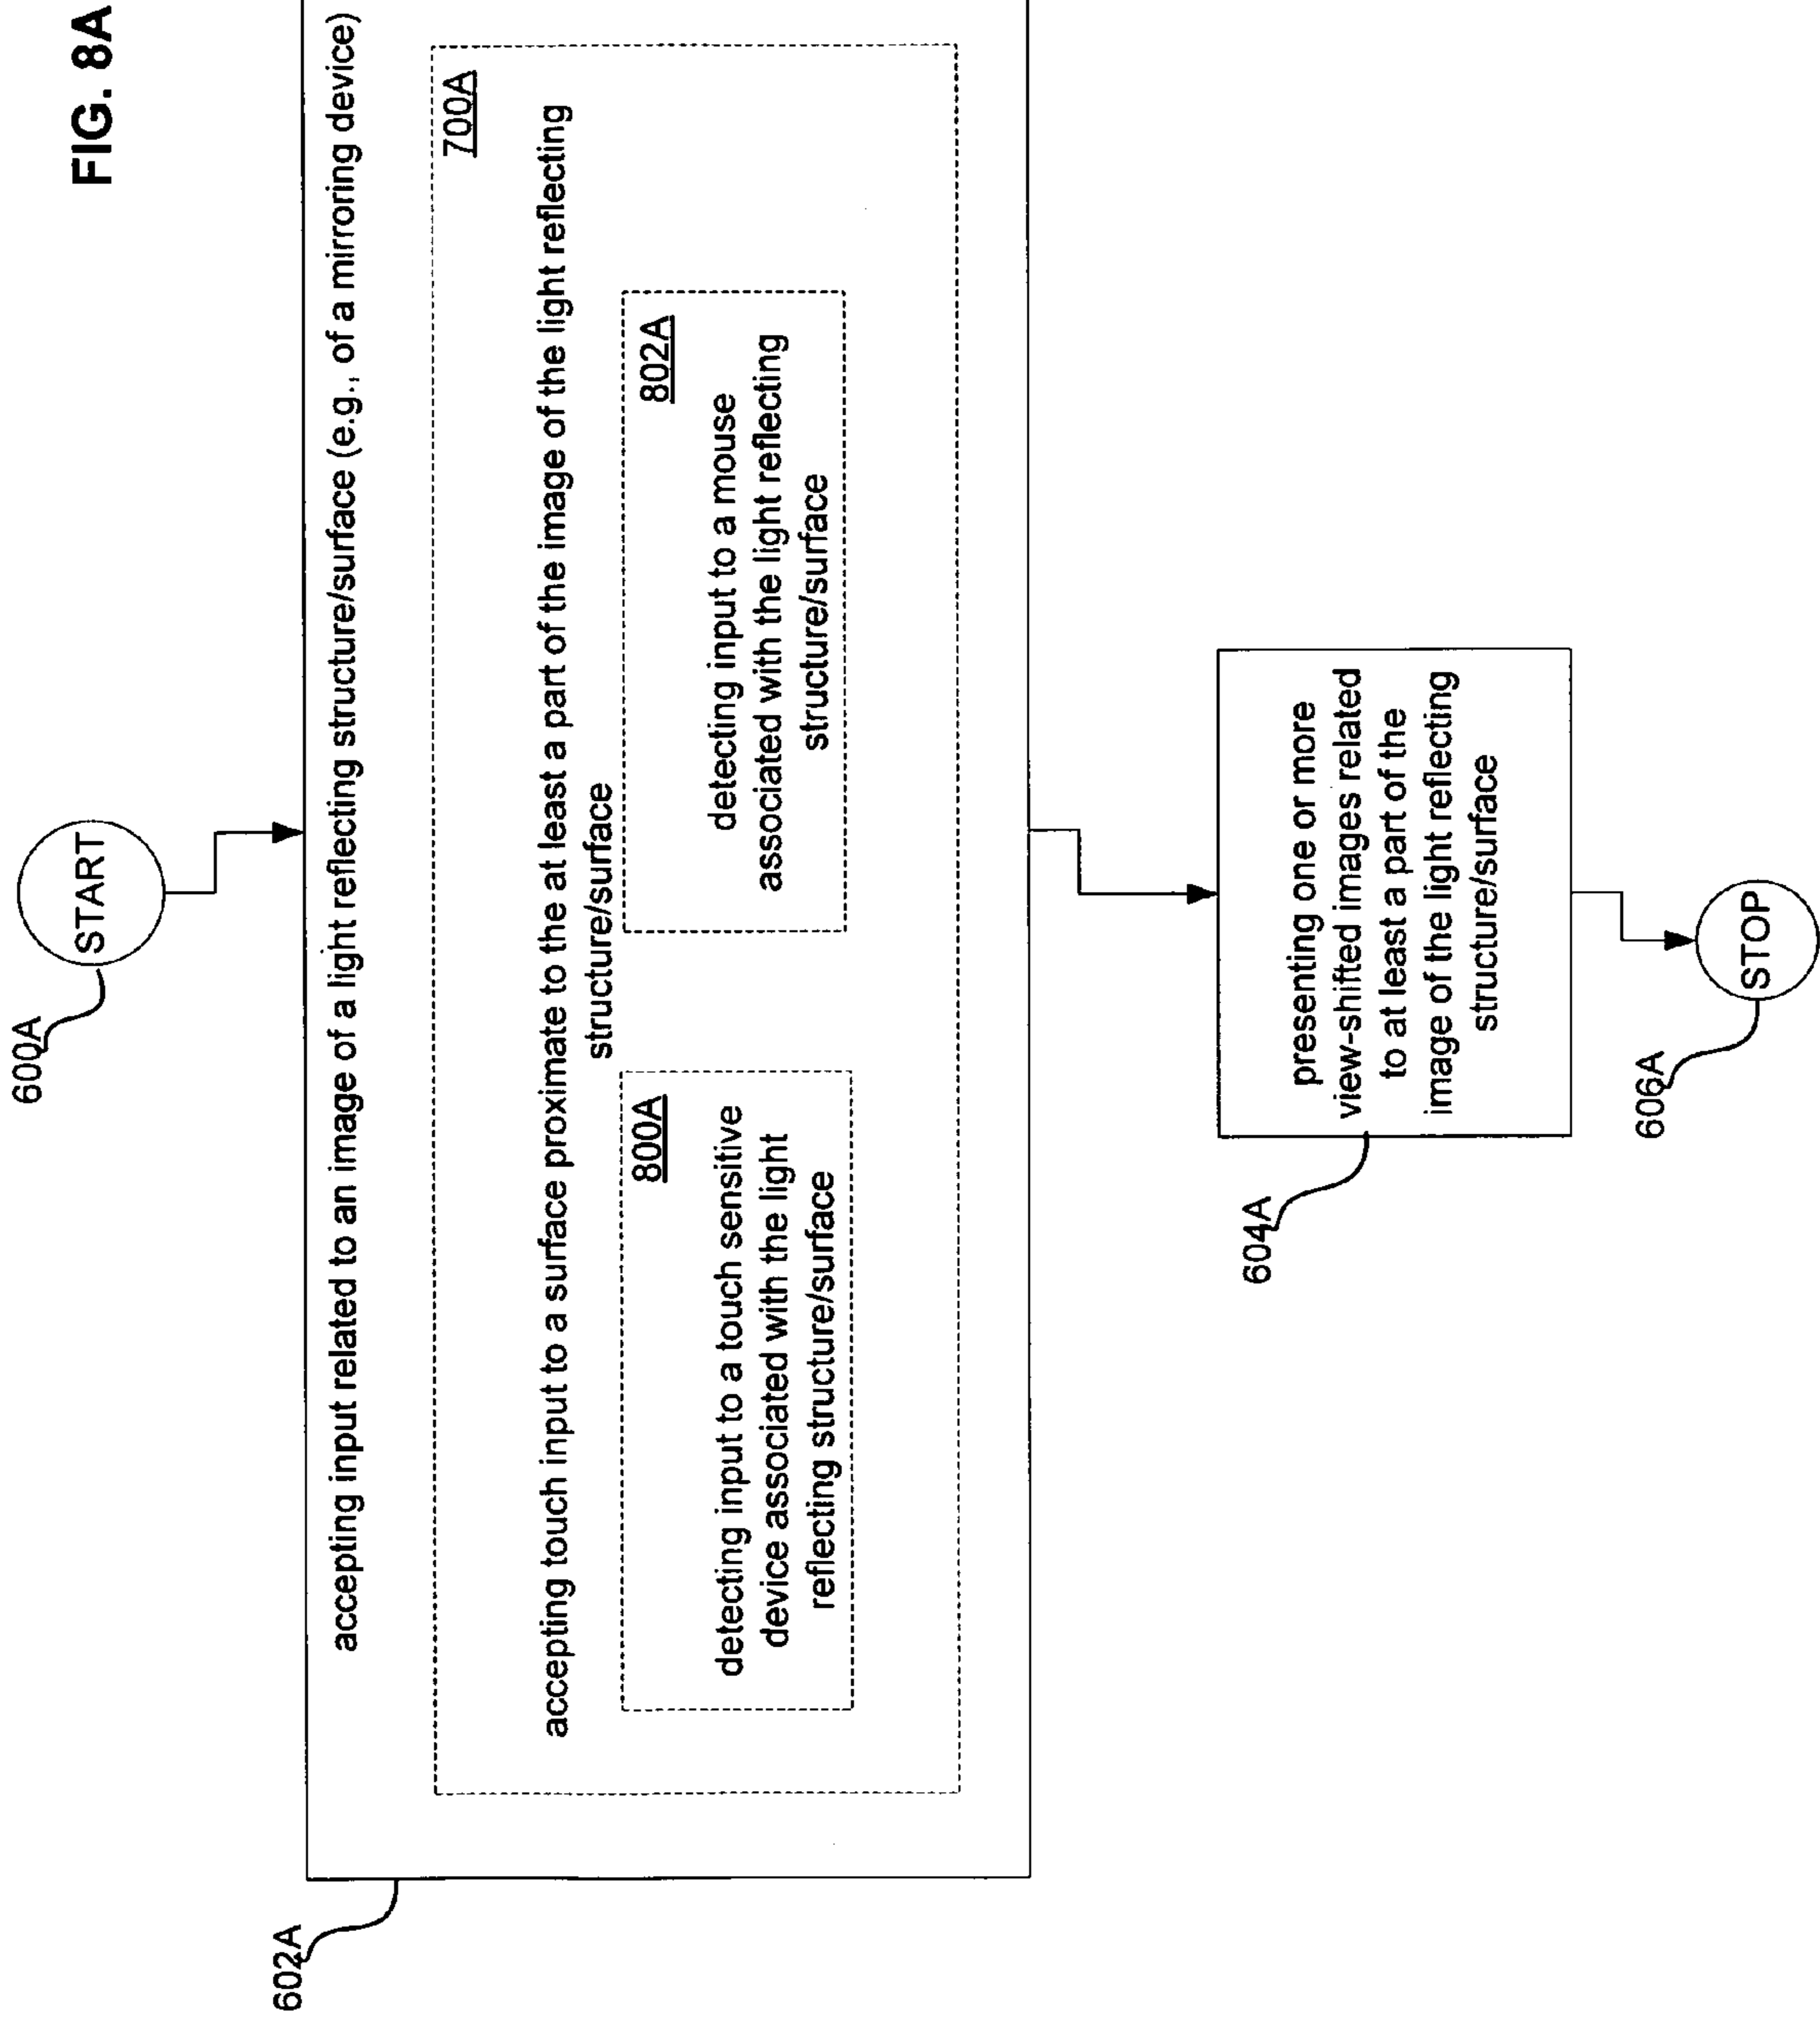 FIG. 8A
600A
START
602A
accepting input related to an image of a light reflecting structure/surface (e.g., of a mirroring device)
700A
accepting touch input to a surface proximate to the at least a part of the image of the light reflecting
structure/surface
800A
detecting input to a touch sensitive
device associated with the light
reflecting structure/surface
802A
detecting input to a mouse
associated with the light reflecting
structure/surface
604A
presenting one or more
view-shifted images related
to at least a part of the
image of the light reflecting
structure/surface
606A
STOP